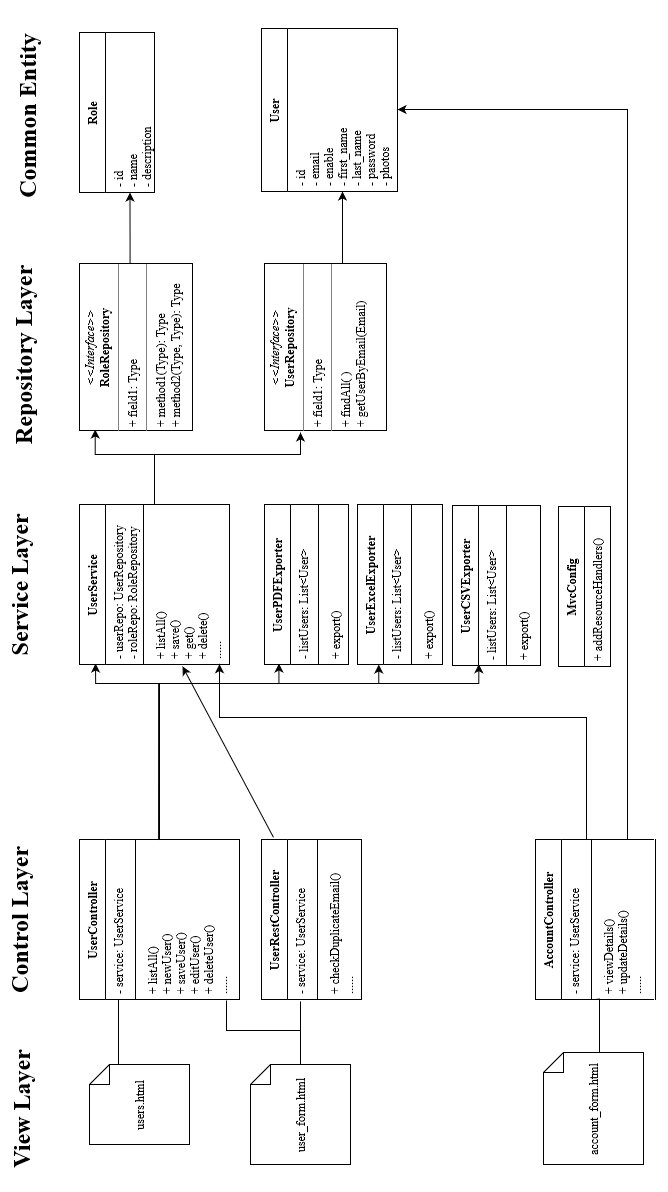 View Layer
Control Layer
Service Layer
Repository Layer
Common Entity
users.html
UserController
- service: UserService
+ listAll()
+ newUser()
+ saveUser()
+ editUser()
+ deleteUser()
......
UserService
- userRepo: UserRepository
- roleRepo: RoleRepository
+ listAll()
+ save()
+ get()
+ delete()
......
<<Interface>>
RoleRepository
+ field1: Type
+ method1(Type): Type
+ method2(Type, Type): Type
Role
- id
- name
- description
user_form.html
UserRestController
- service: UserService
+ checkDuplicateEmail()
......
UserPDFExporter
- listUsers: List<User>
+ export()
UserExcelExporter
- listUsers: List<User>
+ export()
UserCSVExporter
- listUsers: List<User>
+ export()
<<Interface>>
UserRepository
+ field1: Type
+ findAll( )
+ getUserByEmail(Email)
User
- id
- email
- enable
- first_name
- last_name
- password
- photos
account_form.html
AccountController
- service: UserService
+ viewDetails()
+ updateDetails()
......
MvcConfig
+ addResourceHandlers()